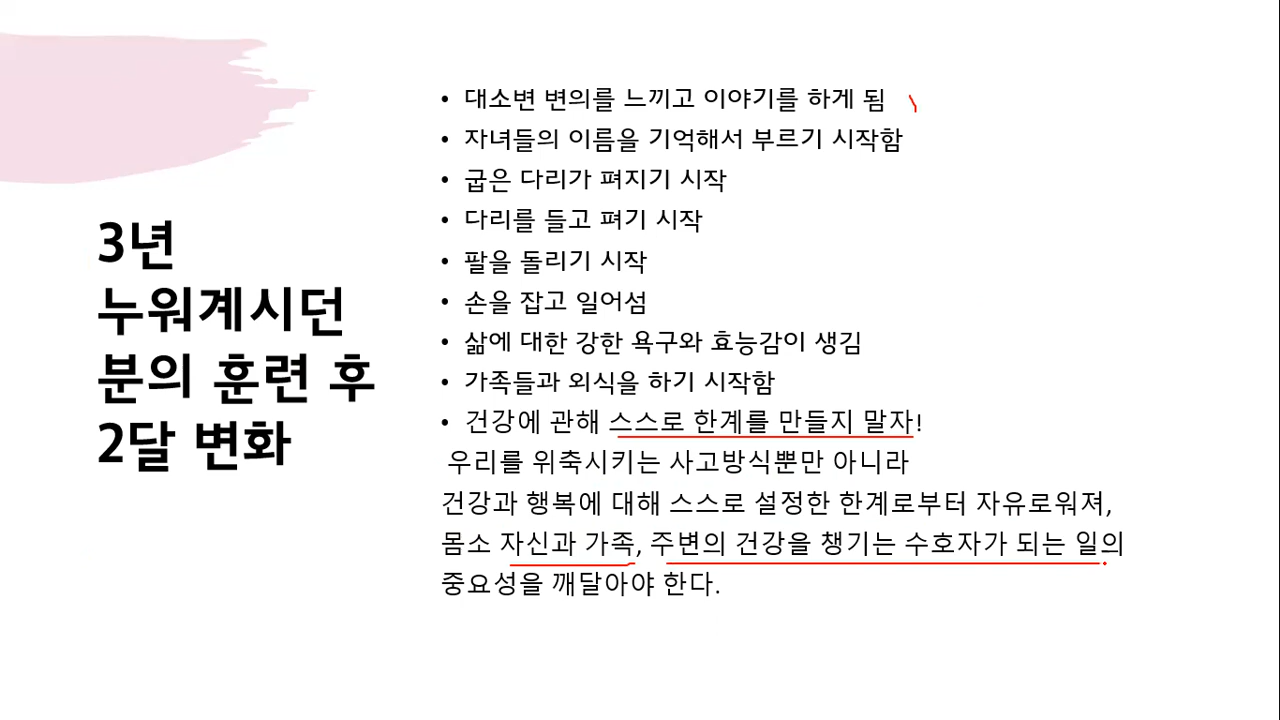 3년
누워계시던
분의 훈련 후
2달 변화
• 대소변 변의를 느끼고 이야기를 하게 됨
• 자녀들의 이름을 기억해서 부르기 시작함
• 굽은 다리가 펴지기 시작
• 다리를 들고 펴기 시작
• 팔을 돌리기 시작
• 손을 잡고 일어섬
• 삶에 대한 강한 욕구와 효능감이 생김
• 가족들과 외식을 하기 시작함
• 건강에 관해 스스로 한계를 만들지 말자!
우리를 위축시키는 사고방식뿐만 아니라
건강과 행복에 대해 스스로 설정한 한계로부터 자유로워져,
몸소 자신과 가족, 주변의 건강을 챙기는 수호자가 되는 일의
중요성을 깨달아야 한다.